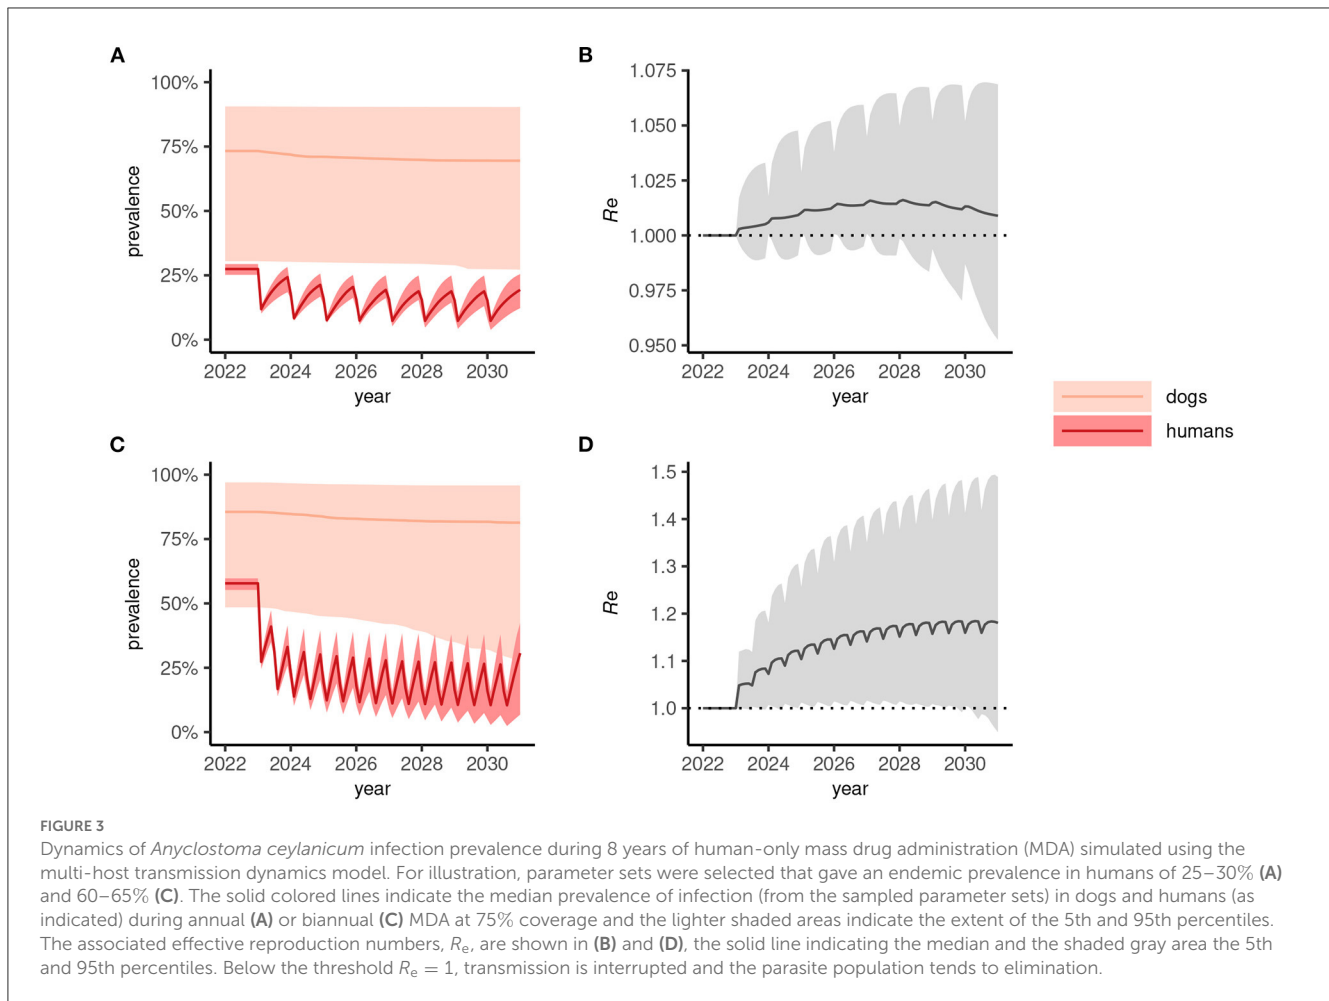 A
100%
75%
50%
25%
0%
prevalence
2022 2024 2026 2028 2030
year
B
1.075
1.050
1.025
1.000
0.975
0.950
Re
2022 2024 2026 2028 2030
year
dogs
humans
C
100%
75%
50%
25%
0%
prevalence
2022 2024 2026 2028 2030
year
D
1.5
1.4
1.3
1.2
1.1
1.0
Re
2022 2024 2026 2028 2030
year
FIGURE 3
Dynamics of Anyclostoma ceylanicum infection prevalence during 8 years of human-only mass drug administration (MDA) simulated using the
multi-host transmission dynamics model. For illustration, parameter sets were selected that gave an endemic prevalence in humans of 25–30% (A)
and 60–65% (C). The solid colored lines indicate the median prevalence of infection (from the sampled parameter sets) in dogs and humans (as
indicated) during annual (A) or biannual (C) MDA at 75% coverage and the lighter shaded areas indicate the extent of the 5th and 95th percentiles.
The associated effective reproduction numbers, Re, are shown in (B) and (D), the solid line indicating the median and the shaded gray area the 5th
and 95th percentiles. Below the threshold Re = 1, transmission is interrupted and the parasite population tends to elimination.